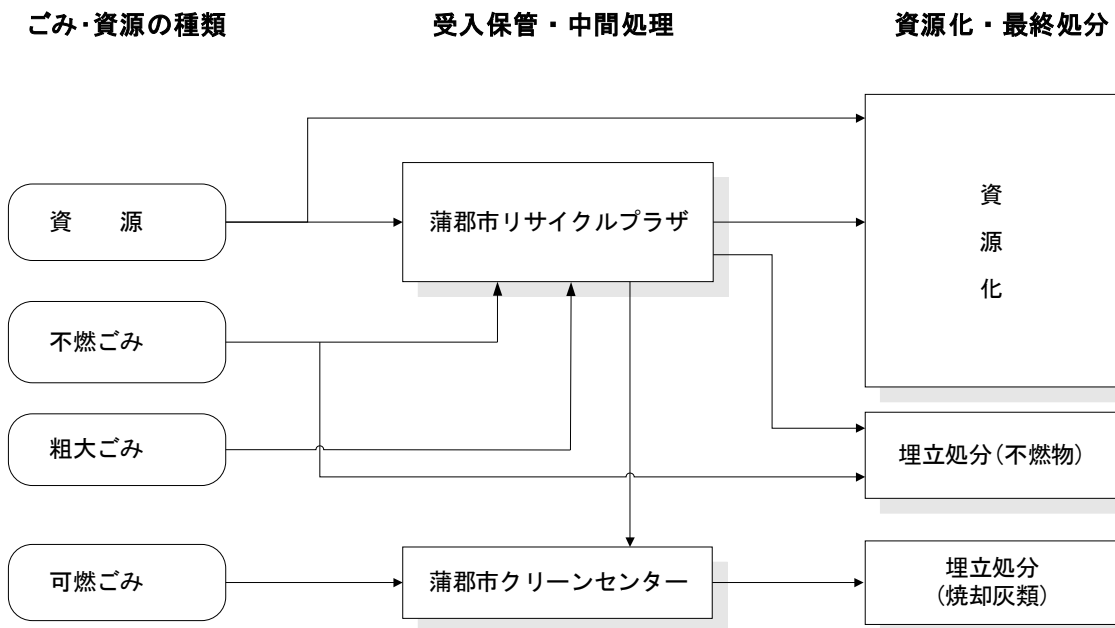 ごみ・資源の種類
受入保管・中間処理
資源化・最終処分
資　源
不燃ごみ
粗大ごみ
可燃ごみ
蒲郡市リサイクルプラザ
蒲郡市クリーンセンター
資
源
化
埋立処分(不燃物)
埋立処分
(焼却灰類)